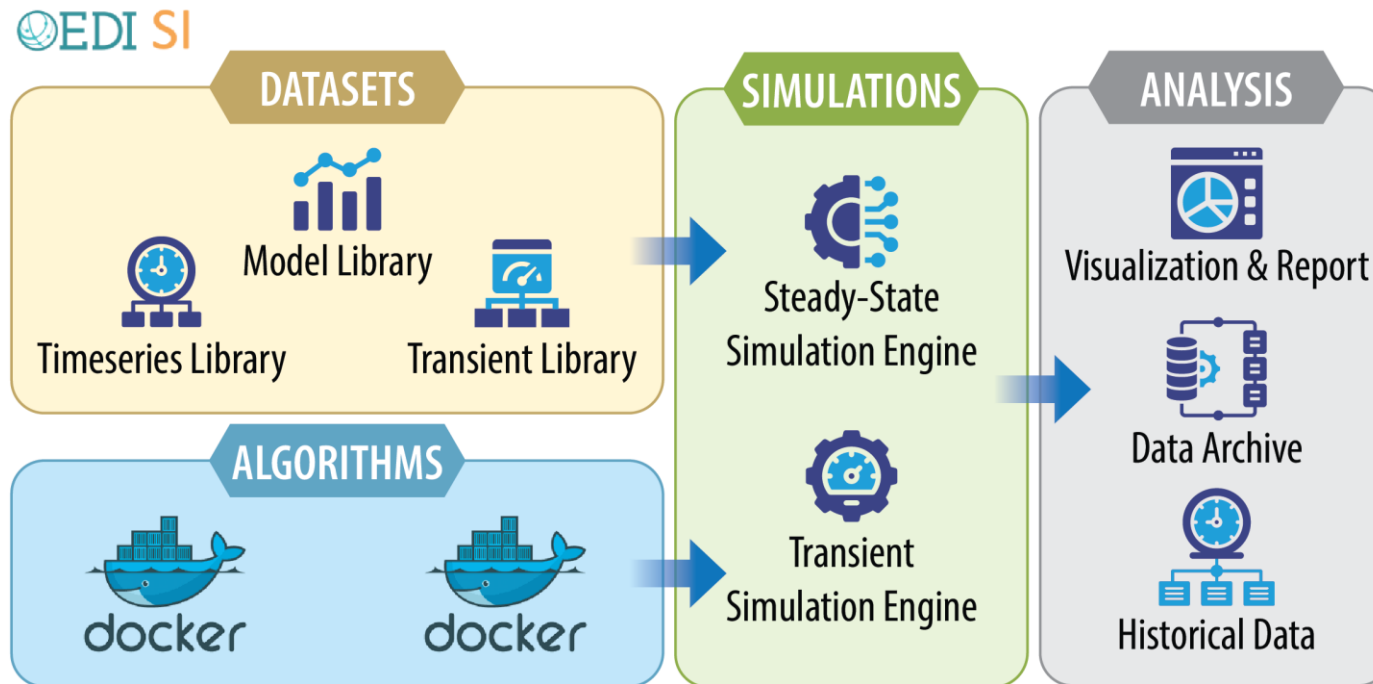 OEDI SI
DATASETS
Model Library
Timeseries Library
Transient Library
ALGORITHMS
docker
docker
SIMULATIONS
Steady-State
Simulation Engine
Transient
Simulation Engine
ANALYSIS
Visualization & Report
Data Archive
Historical Data